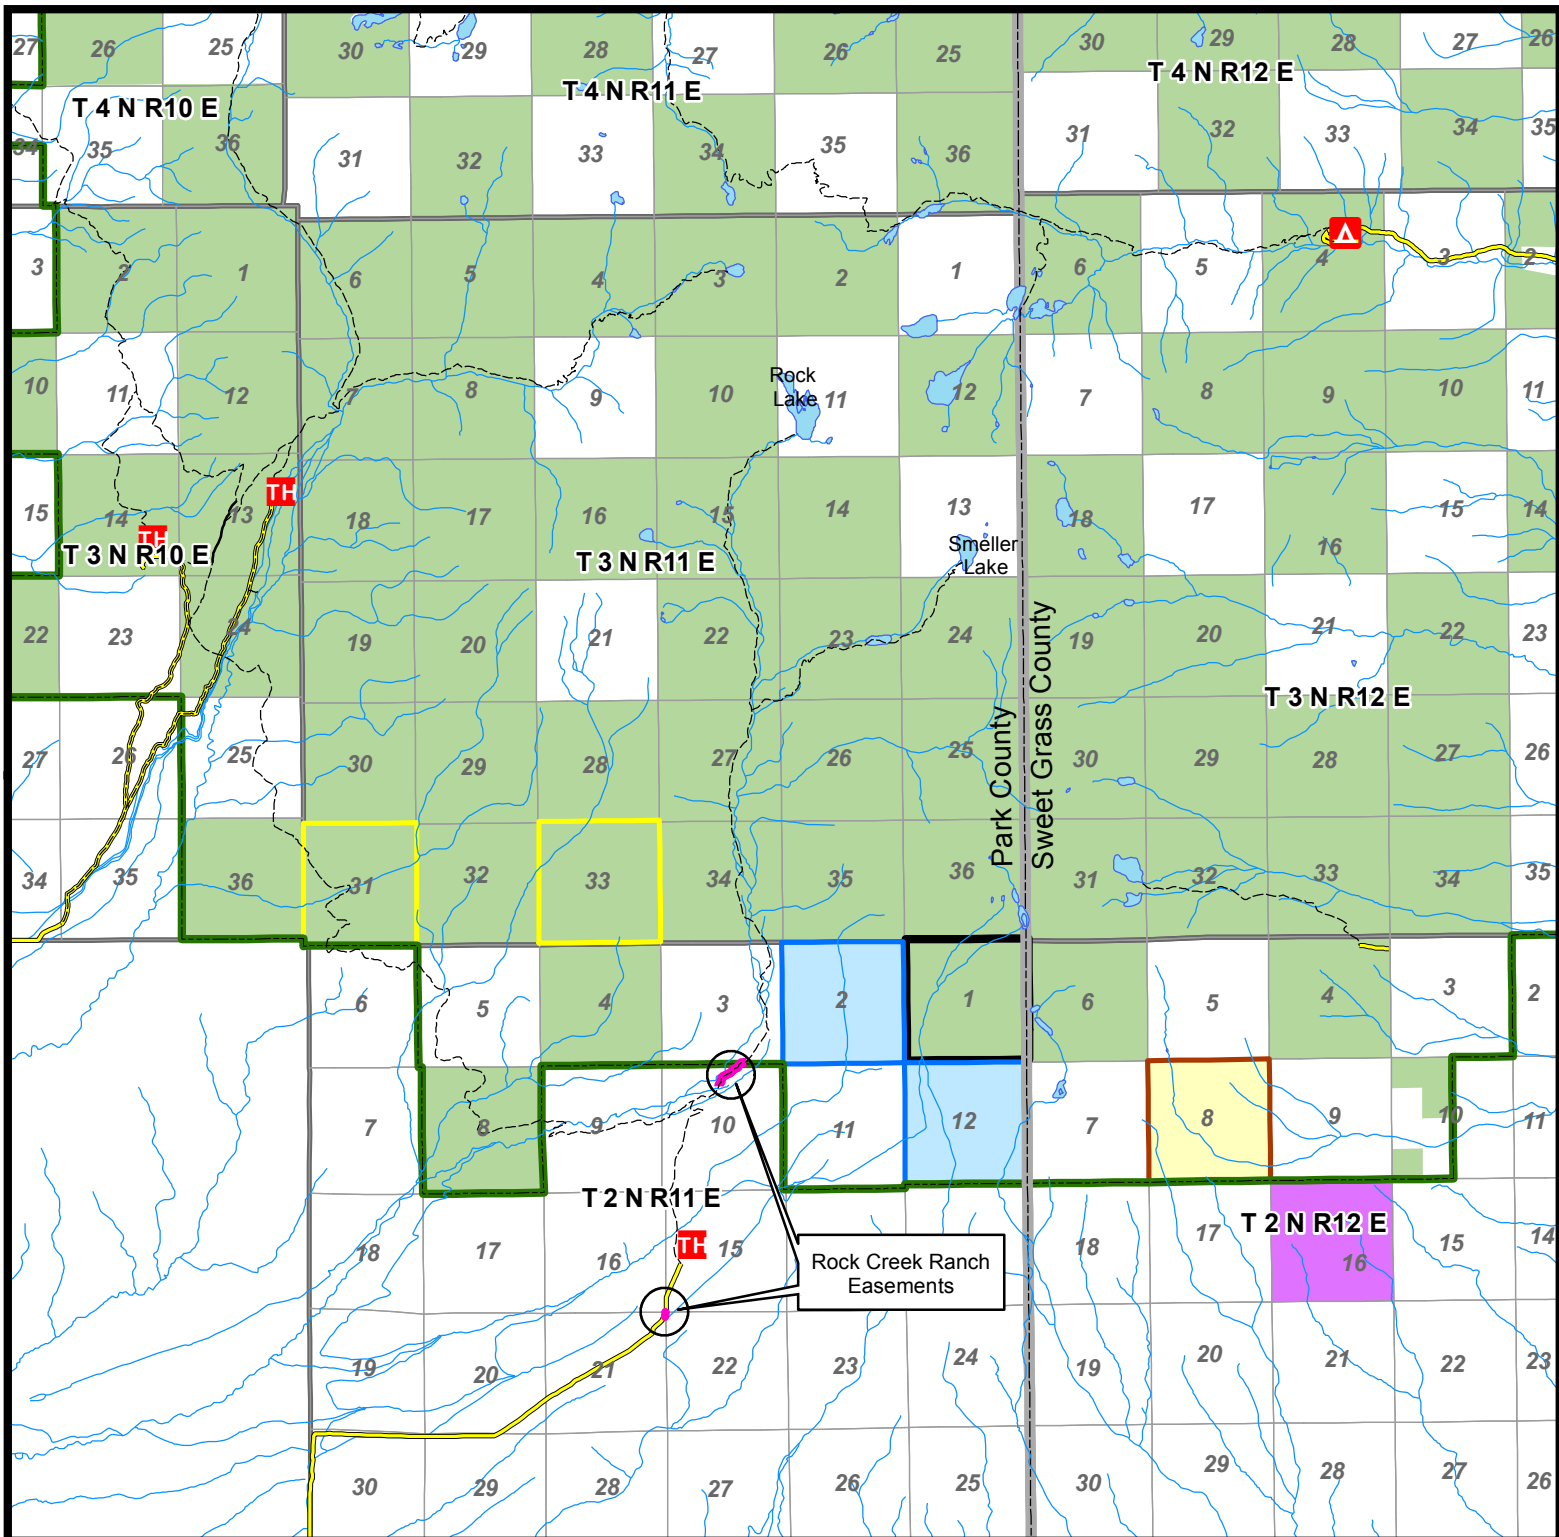 27 26 25 30 29 28 27 26 25 30 29 28 27 26
T 4 N R10 E T 4 N R11 E T 4 N R12 E
34 35 36 31 32 33 34 35 36 31 32 33 34 35
3 2 1 6 5 4 3 2 1 6 5 4 3 2
10 11 12 7 8 9 10 11 12 7 8 9 10 11
Rock
Lake
15 14 13 18 17 16 15 14 13 18 17 16 15 14
TH
TH
T 3 N R10 E T 3 N R11 E
Smeller
Lake
22 23 24 19 20 21 22 23 24 19 20 21 22 23
T 3 N R12 E
Park County
Sweet Grass County
27 26 25 30 29 28 27 26 25 30 29 28 27 26
34 35 36 31 32 33 34 35 36 31 32 33 34 35
6 5 4 3 2 1 6 5 4 3 2
7 8 9 10 11 12 7 8 9 10 11
T 2 N R11 E T 2 N R12 E
18 17 16 TH 15 18 17 16 15 14
Rock Creek Ranch
Easements
19 20 21 22 23 24 19 20 21 22 23
30 29 28 27 26 25 30 29 28 27 26